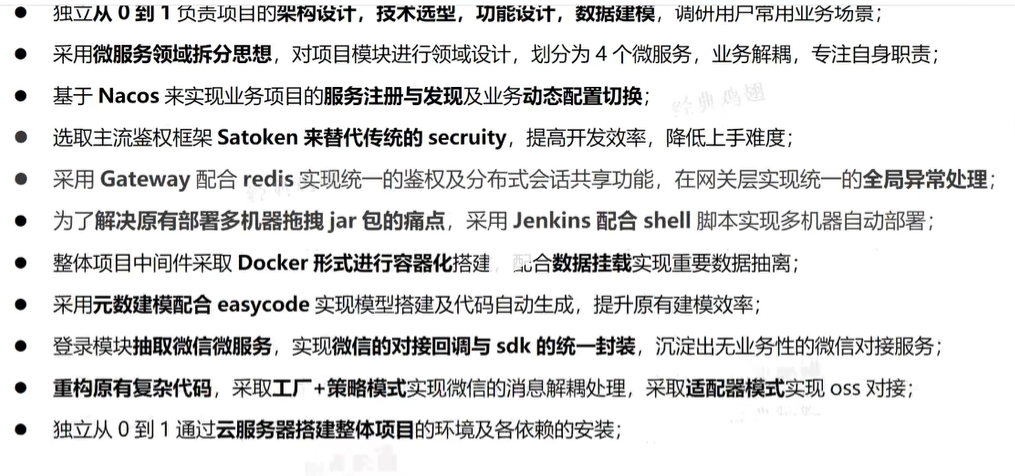 ● 独立从 0 到 1 负责项目的架构设计，技术选型，功能设计，数据建模，调研用户常用业务场景；
● 采用微服务领域拆分思想，对项目模块进行领域设计，划分为 4 个微服务，业务解耦，专注自身职责；
● 基于 Nacos 来实现业务项目的服务注册与发现及业务动态配置切换；
经典鸡翅
● 选取主流鉴权框架 Satoken 来替代传统的 secruity，提高开发效率，降低上手难度；
● 采用 Gateway 配合 redis 实现统一的鉴权及分布式会话共享功能，在网关层实现统一的全局异常处理；
● 为了解决原有部署多机器拖拽 jar 包的痛点，采用 Jenkins 配合 shell 脚本实现多机器自动部署；
● 整体项目中间件采取 Docker 形式进行容器化搭建，配合数据挂载实现重要数据抽离；
● 采用元数建模配合 easycode 实现模型搭建及代码自动生成，提升原有建模效率；
● 登录模块抽取微信微服务，实现微信的对接回调与 sdk 的统一封装，沉淀出无业务性的微信对接服务；
● 重构原有复杂代码，采取工厂+策略模式实现微信的消息解耦处理，采取适配器模式实现 oss 对接；
● 独立从 0 到 1 通过云服务器搭建整体项目的环境及各依赖的安装；